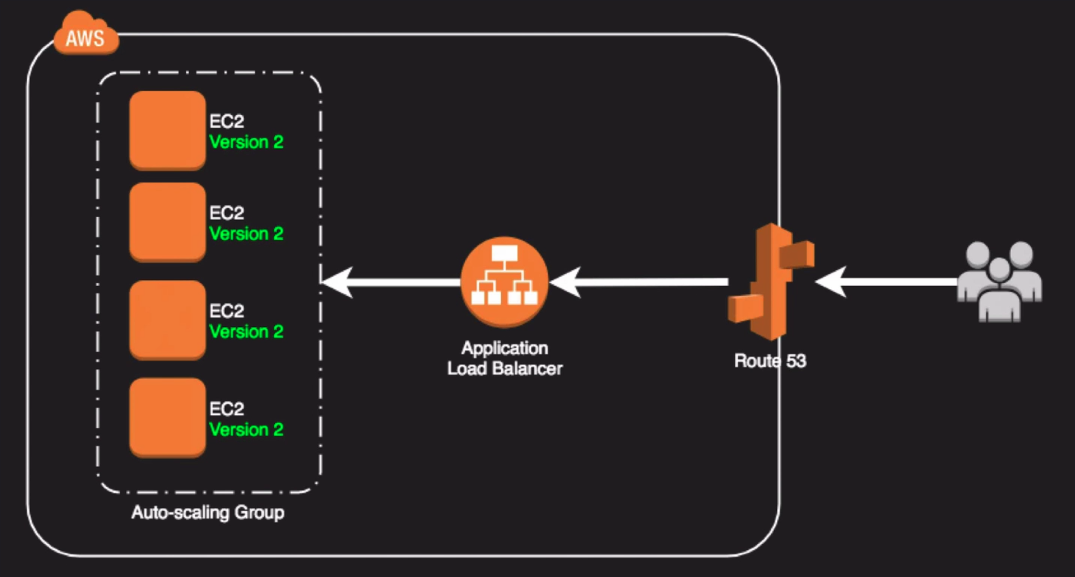 AWS
EC2
Version 2
EC2
Version 2
EC2
Version 2
EC2
Version 2
Auto-scaling Group
Application
Load Balancer
Route 53